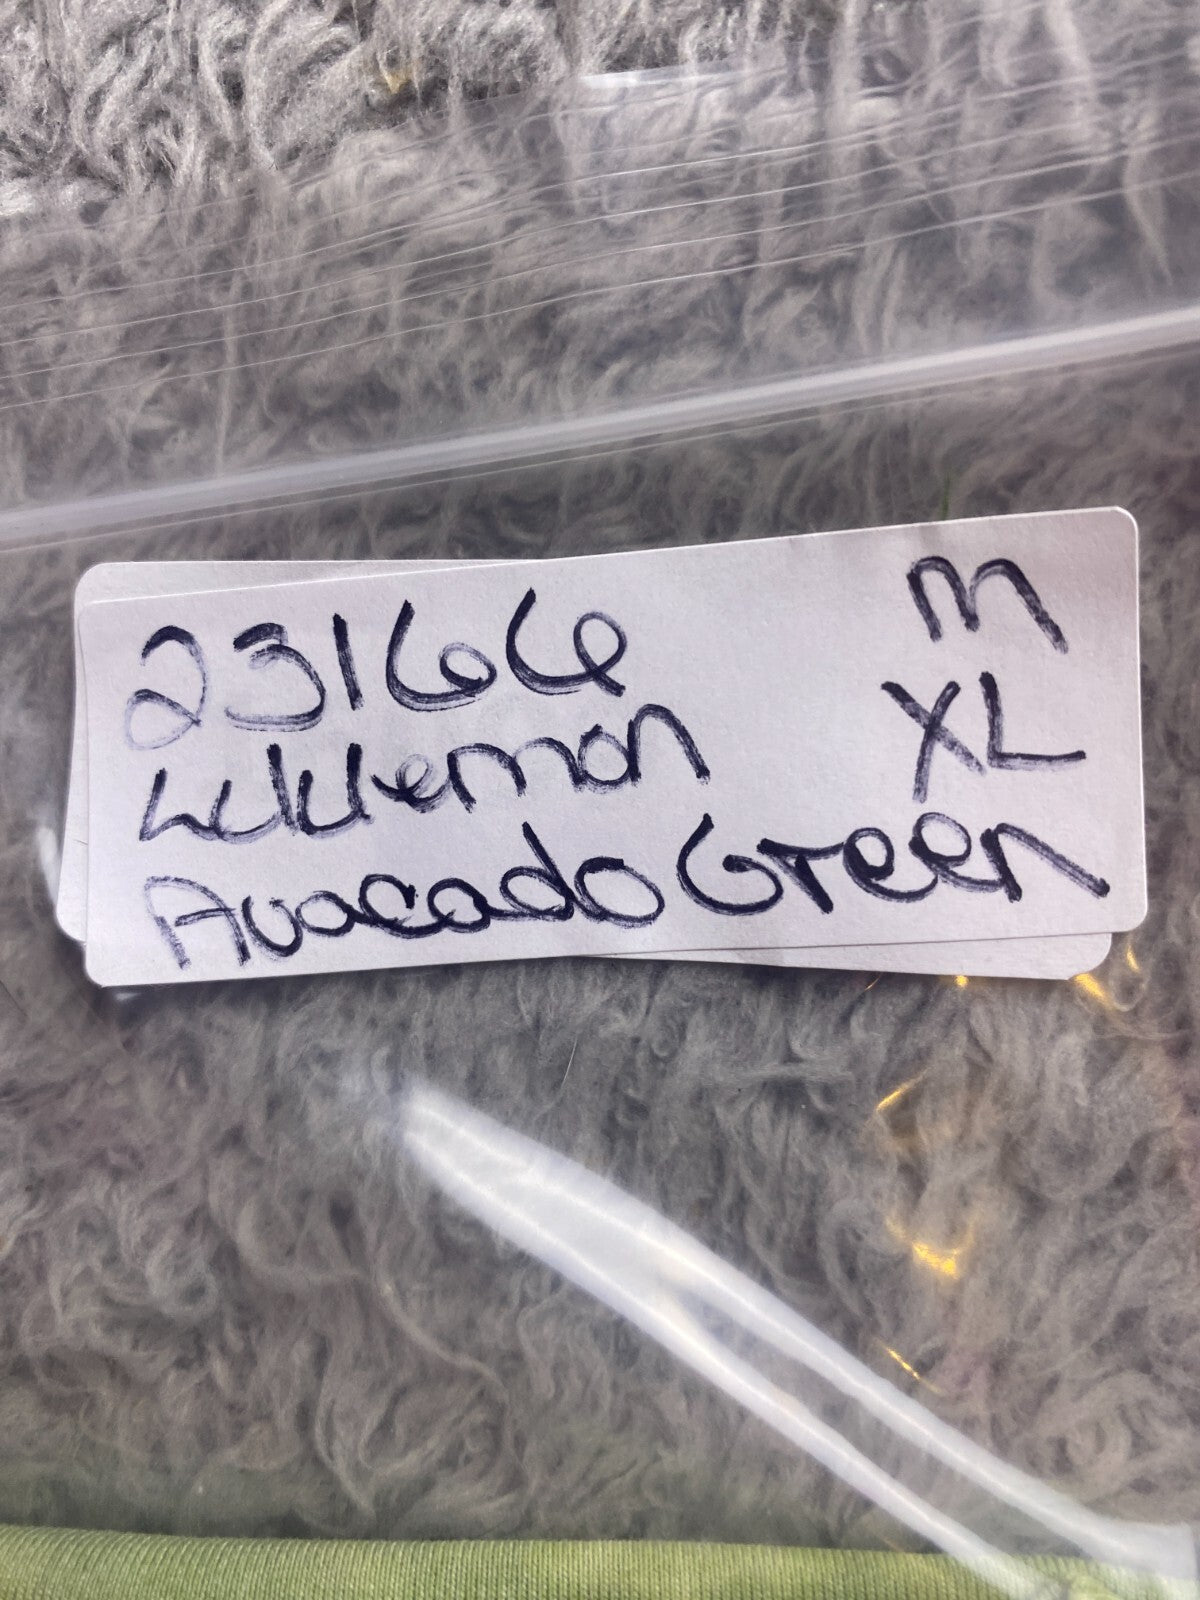 23166 M
Lululemon XL
Avocado Green